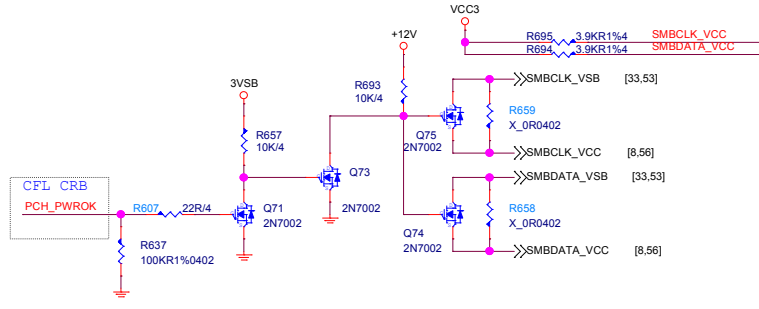 VCC3
+12V
R695 3.9KR1%4 SMBCLK_VCC
R694 3.9KR1%4 SMBDATA_VCC
3VSB
R693
10K/4
SMBCLK_VSB [33,53]
R659
X_0R0402
R657
10K/4
Q75
2N7002
SMBCLK_VCC [8,56]
Q73
2N7002
SMBDATA_VSB [33,53]
CFL CRB
PCH_PWROK
R607 22R/4
Q71
2N7002
R658
X_0R0402
Q74
2N7002
R637
100KR1%0402
SMBDATA_VCC [8,56]